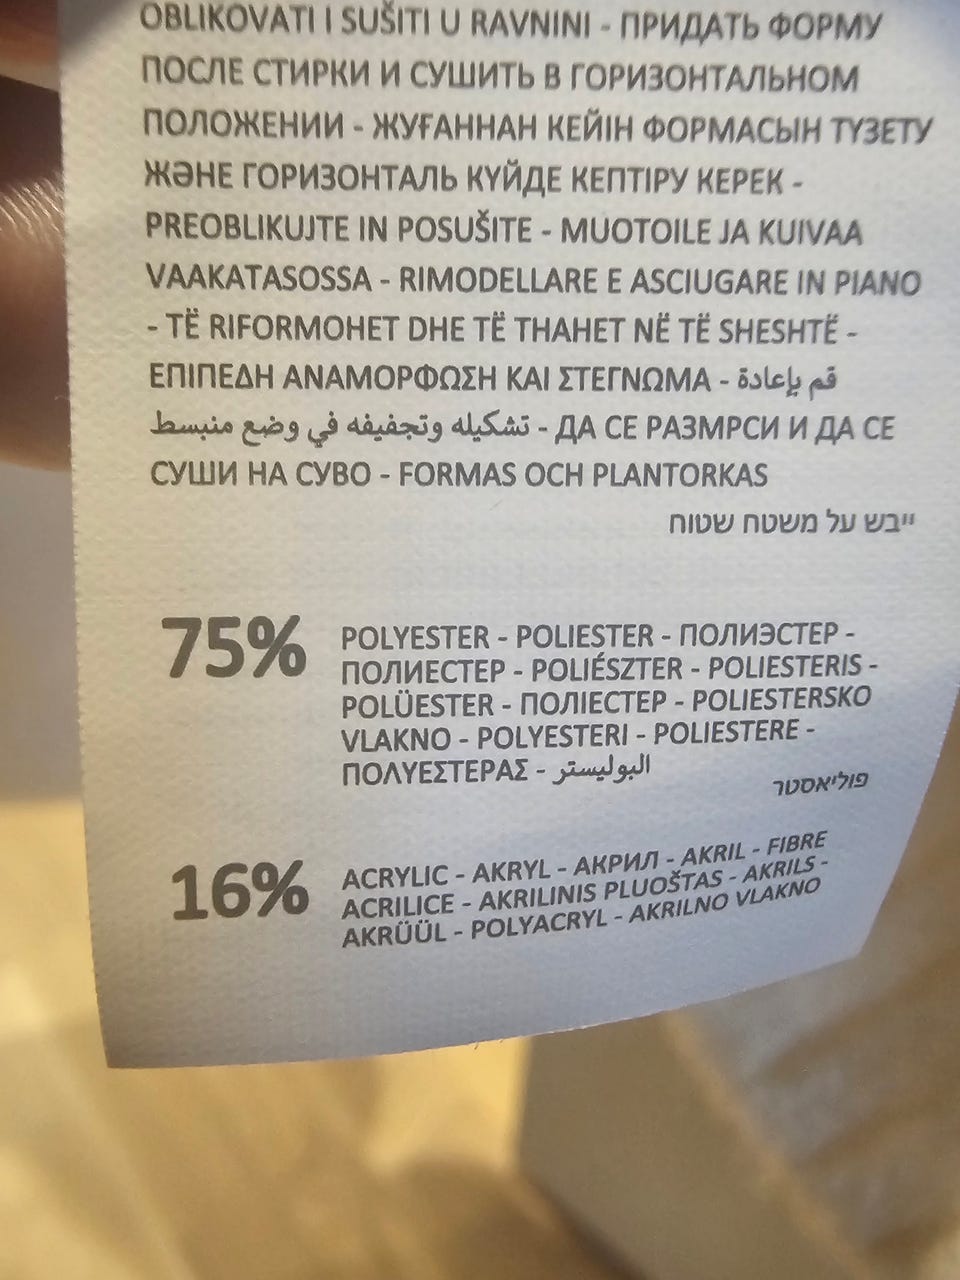 OBLIKOVATI I SUŠITI U RAVNINI - ПРИДАТЬ ФОРМУ
ПОСЛЕ СТИРКИ И СУШИТЬ В ГОРИЗОНТАЛЬНОМ
ПОЛОЖЕНИИ - ЖУҒАННАН КЕЙІН ФОРМАСЫН ТҮЗЕТУ
ЖӘНЕ ГОРИЗОНТАЛЬ КҮЙДЕ КЕПТІРУ КЕРЕК -
PREOBLIKUJTE IN POSUŠITE - MUOTOILE JA KUIVAA
VAAKATASOSSA - RIMODELLARE E ASCIUGARE IN PIANO
- TË RIFORMOHET DHE TË THAHET NË TË SHESHTË -
ΕΠΙΠΕΔΗ ΑΝΑΜΟΡΦΩΣΗ ΚΑΙ ΣΤΕΓΝΩΜΑ - قم بإعادة
تشكيله وتجفيفه في وضع منبسط - ДА СЕ РАЗМРСИ И ДА СЕ
СУШИ НА СУВО - FORMAS OCH PLANTORKAS
ייבש על משטח שטוח
75% POLYESTER - POLIESTER - ПОЛИЭСТЕР -
ПОЛИЕСТЕР - POLIÉSZTER - POLIESTERIS -
POLÜESTER - ПОЛІЕСТЕР - POLIESTERSKO
VLAKNO - POLYESTERI - POLIESTERE -
ΠΟΛΥΕΣΤΕΡΑΣ - البوليستر
פוליאסטר
16% ACRYLIC - AKRYL - АКРИЛ - AKRIL - FIBRE
ACRILICE - AKRILINIS PLUOŠTAS - AKRILS -
AKRÜÜL - POLYACRYL - AKRILNO VLAKNO